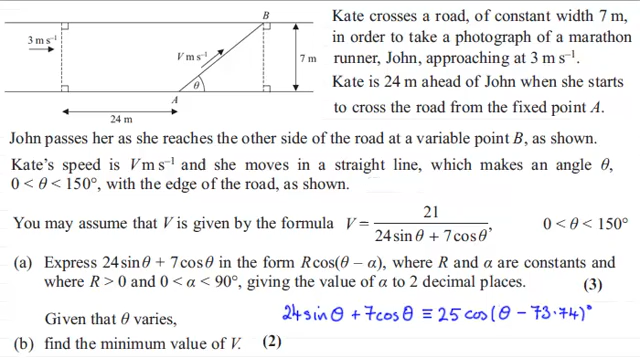 B
3 m s⁻¹
V m s⁻¹
7 m
θ
A
24 m
Kate crosses a road, of constant width 7 m,
in order to take a photograph of a marathon
runner, John, approaching at 3 m s⁻¹.
Kate is 24 m ahead of John when she starts
to cross the road from the fixed point A.
John passes her as she reaches the other side of the road at a variable point B, as shown.
Kate's speed is V m s⁻¹ and she moves in a straight line, which makes an angle θ,
0 < θ < 150°, with the edge of the road, as shown.
You may assume that V is given by the formula V = 21 / (24 sin θ + 7 cos θ), 0 < θ < 150°
(a) Express 24 sin θ + 7 cos θ in the form R cos(θ − α), where R and α are constants and
where R > 0 and 0 < α < 90°, giving the value of α to 2 decimal places. (3)
Given that θ varies,
24 sin θ + 7 cos θ ≡ 25 cos (θ − 73.74)°
(b) find the minimum value of V. (2)